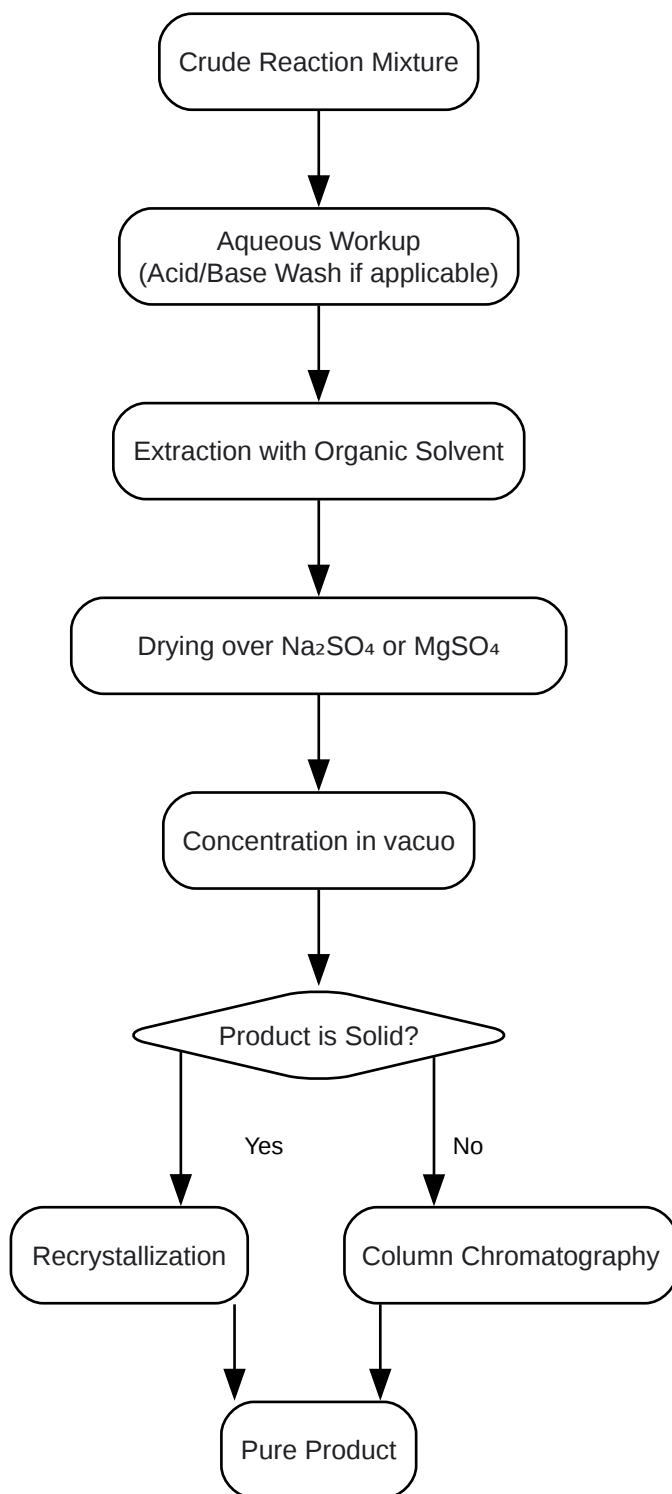 Crude Reaction Mixture
Aqueous Workup
(Acid/Base Wash if applicable)
Extraction with Organic Solvent
Drying over Na₂SO₄ or MgSO₄
Concentration in vacuo
Product is Solid?
Yes
No
Recrystallization
Column Chromatography
Pure Product